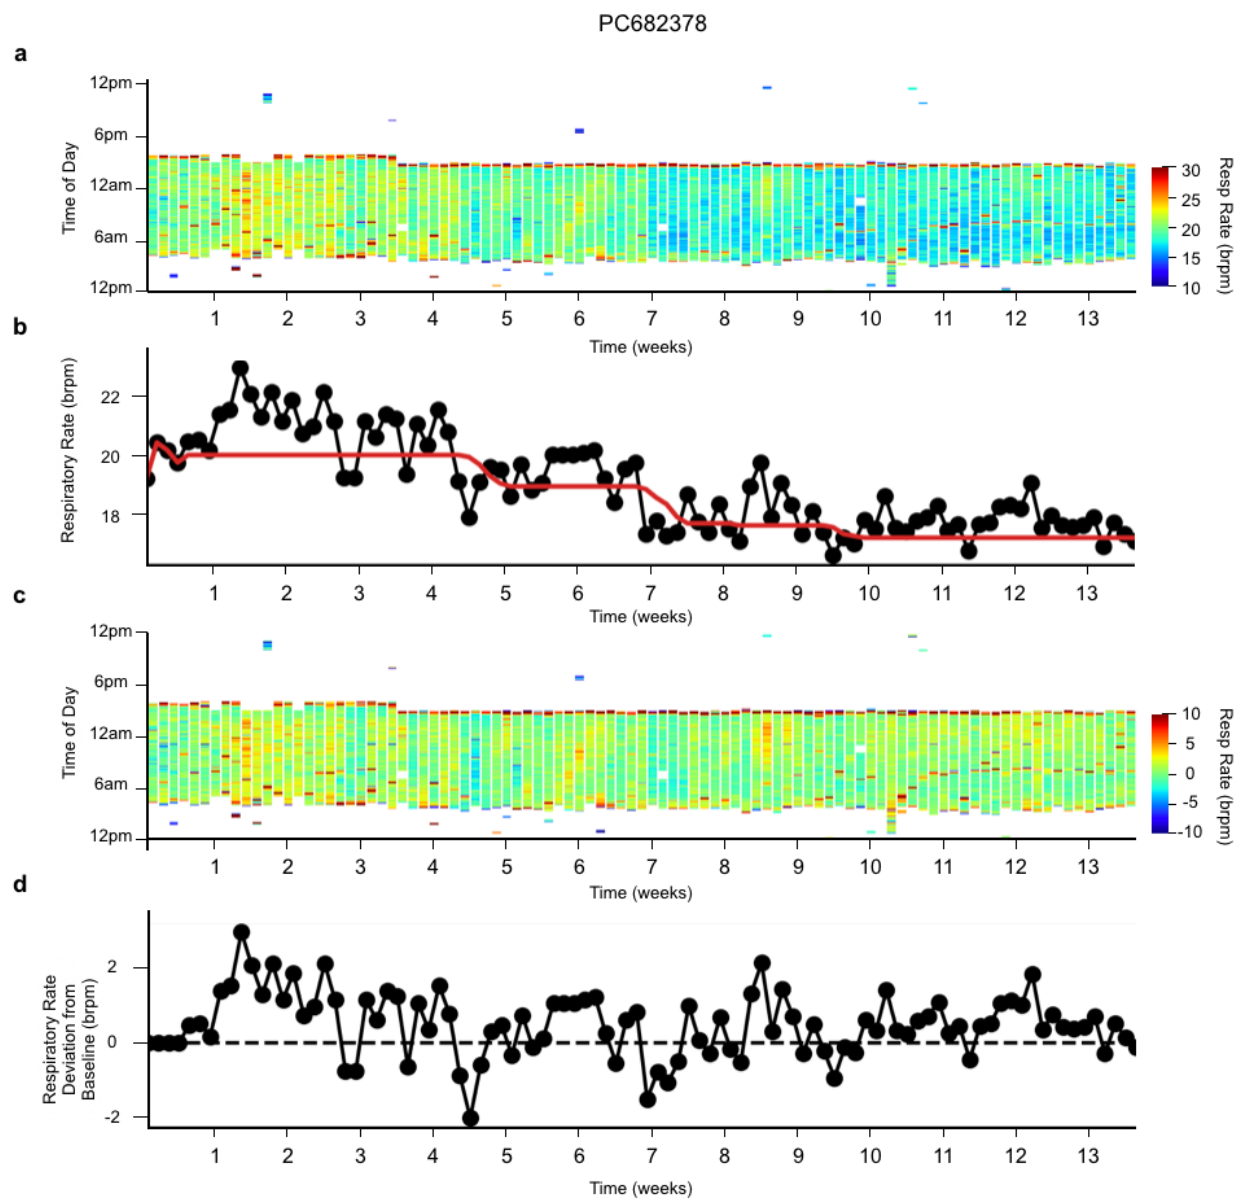 PC682378
a
12pm
6pm
12am
6am
12pm
Time of Day
1 2 3 4 5 6 7 8 9 10 11 12 13
Time (weeks)
30
25
20
15
10
Resp Rate (brpm)
b
22
20
18
Respiratory Rate (brpm)
1 2 3 4 5 6 7 8 9 10 11 12 13
Time (weeks)
c
12pm
6pm
12am
6am
12pm
Time of Day
1 2 3 4 5 6 7 8 9 10 11 12 13
Time (weeks)
10
5
0
-5
-10
Resp Rate (brpm)
d
2
0
-2
Respiratory Rate
Deviation from
Baseline (brpm)
1 2 3 4 5 6 7 8 9 10 11 12 13
Time (weeks)